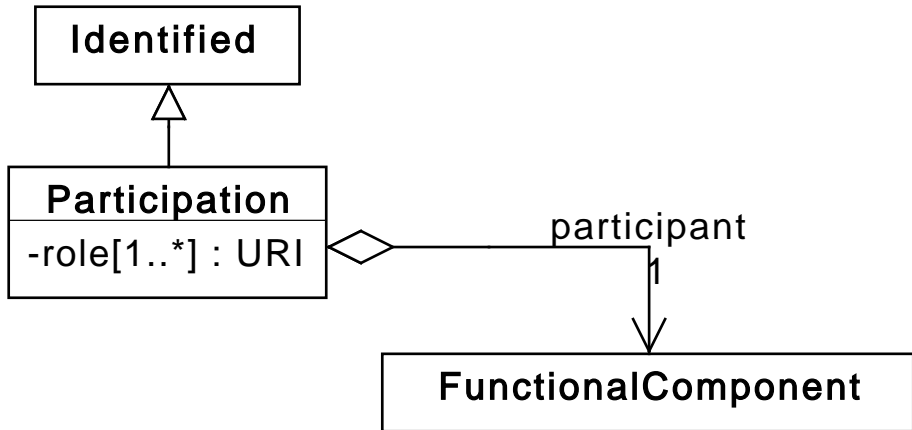 Identified
Participation
-role[1..*] : URI
participant
1
FunctionalComponent